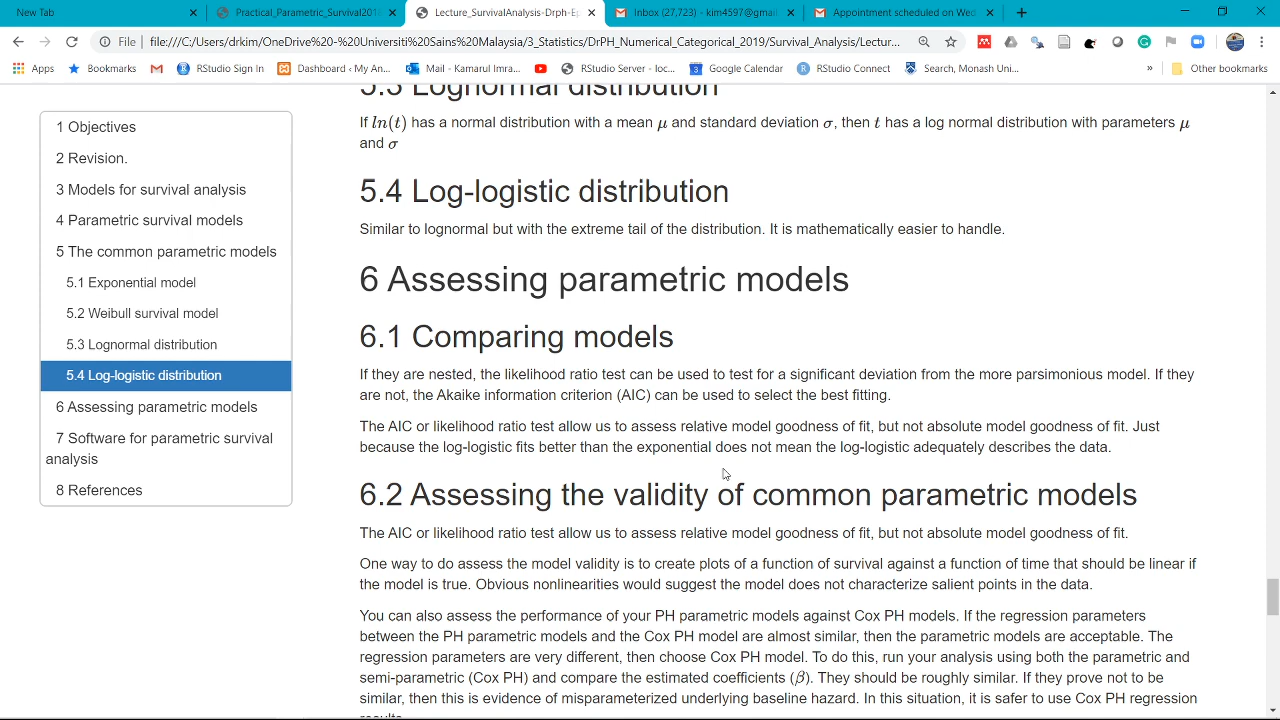 New Tab
Practical_Parametric_Survival201
Lecture_SurvivalAnalysis-Drph-Ep
Inbox (27,723) - kim4597@gmail
Appointment scheduled on Wed
File
file:///C:/Users/drkim/OneDrive%20-%20Universiti%20Sains%20Malaysia/3_Statistics/DrPH_Numerical_Categorical_2019/Survival_Analysis/Lectur...
Apps
Bookmarks
RStudio Sign In
Dashboard ‹ My An...
Mail - Kamarul Imra...
RStudio Server - loc...
Google Calendar
RStudio Connect
Search, Monash Uni...
»
Other bookmarks
1 Objectives
2 Revision.
3 Models for survival analysis
4 Parametric survival models
5 The common parametric models
5.1 Exponential model
5.2 Weibull survival model
5.3 Lognormal distribution
5.4 Log-logistic distribution
6 Assessing parametric models
7 Software for parametric survival
analysis
8 References
5.3 Lognormal distribution
If ln(t) has a normal distribution with a mean μ and standard deviation σ, then t has a log normal distribution with parameters μ
and σ
5.4 Log-logistic distribution
Similar to lognormal but with the extreme tail of the distribution. It is mathematically easier to handle.
6 Assessing parametric models
6.1 Comparing models
If they are nested, the likelihood ratio test can be used to test for a significant deviation from the more parsimonious model. If they
are not, the Akaike information criterion (AIC) can be used to select the best fitting.
The AIC or likelihood ratio test allow us to assess relative model goodness of fit, but not absolute model goodness of fit. Just
because the log-logistic fits better than the exponential does not mean the log-logistic adequately describes the data.
6.2 Assessing the validity of common parametric models
The AIC or likelihood ratio test allow us to assess relative model goodness of fit, but not absolute model goodness of fit.
One way to do assess the model validity is to create plots of a function of survival against a function of time that should be linear if
the model is true. Obvious nonlinearities would suggest the model does not characterize salient points in the data.
You can also assess the performance of your PH parametric models against Cox PH models. If the regression parameters
between the PH parametric models and the Cox PH model are almost similar, then the parametric models are acceptable. The
regression parameters are very different, then choose Cox PH model. To do this, run your analysis using both the parametric and
semi-parametric (Cox PH) and compare the estimated coefficients (β). They should be roughly similar. If they prove not to be
similar, then this is evidence of misparameterized underlying baseline hazard. In this situation, it is safer to use Cox PH regression
results.